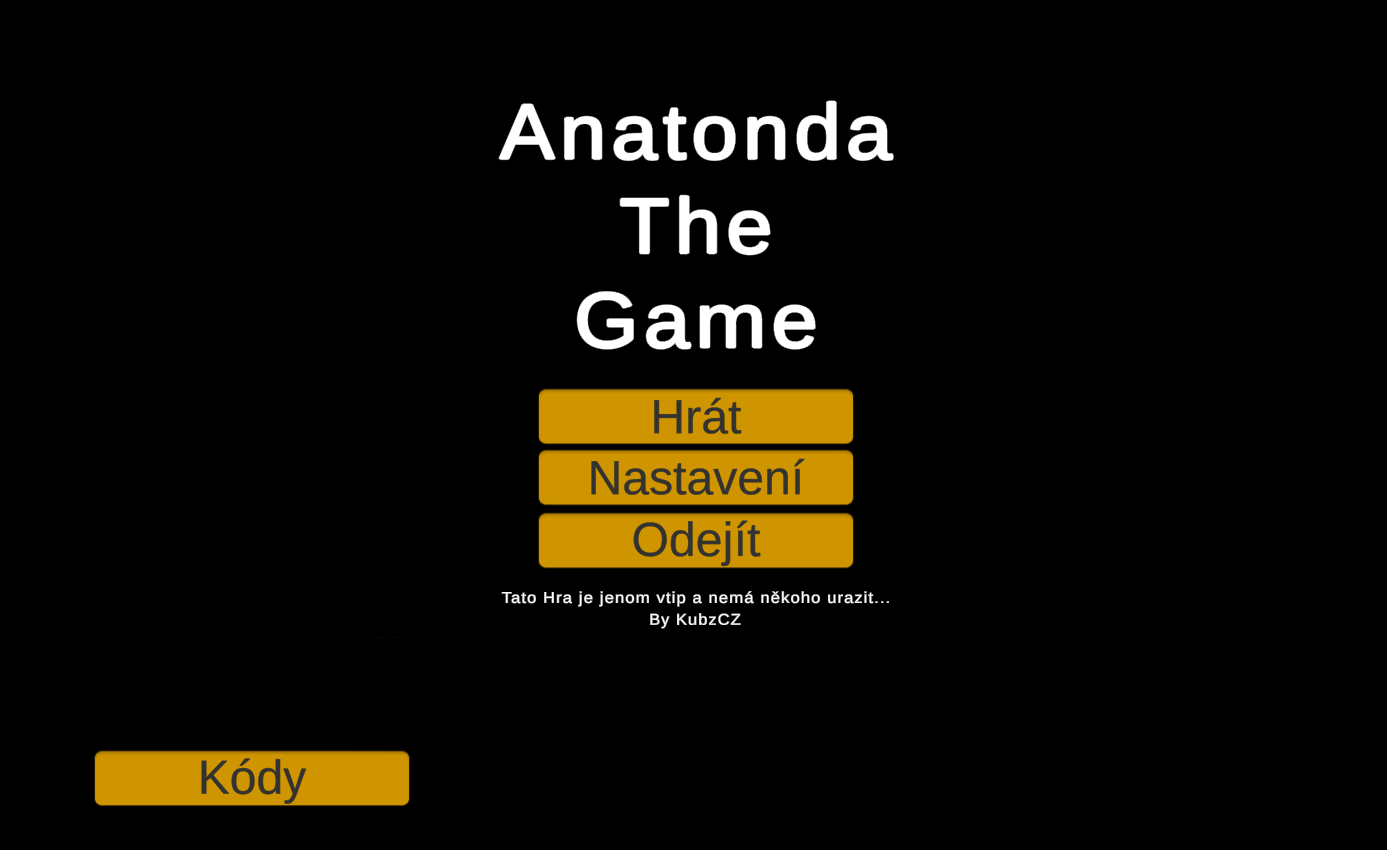 Anatonda
The
Game
Hrát
Nastavení
Odejít
Tato Hra je jenom vtip a nemá někoho urazit...
By KubzCZ
Kódy